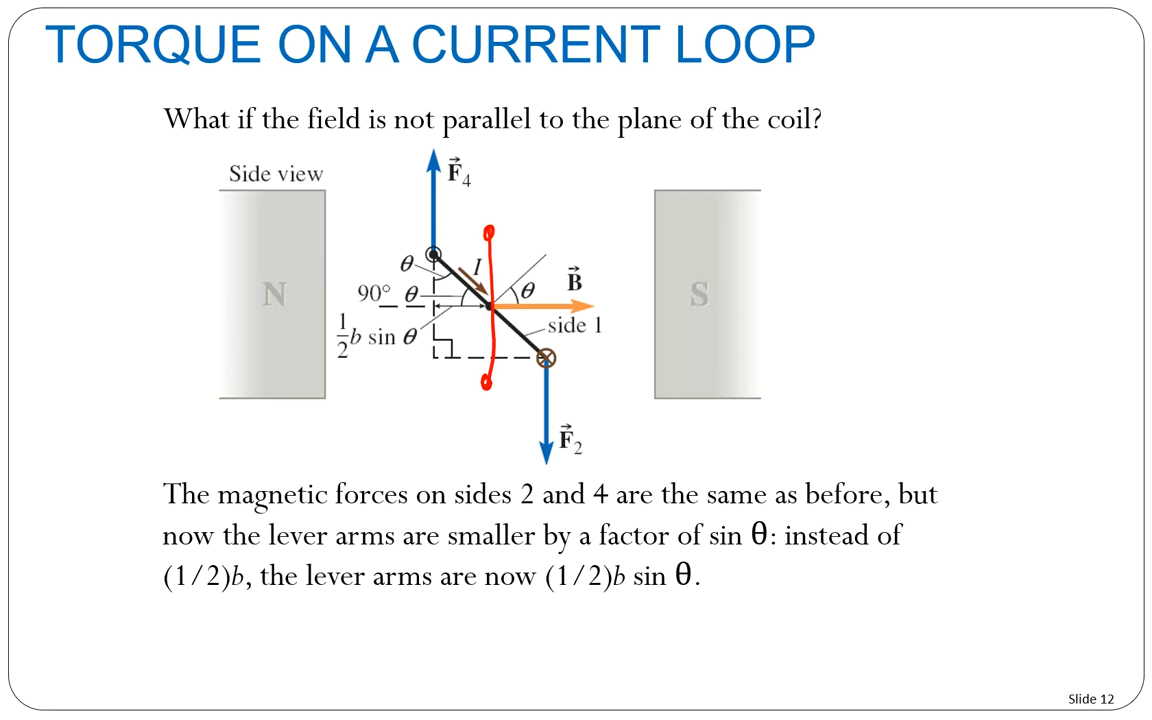 TORQUE ON A CURRENT LOOP
What if the field is not parallel to the plane of the coil?
Side view
F⃗4
θ
I
N
90° θ
θ
B⃗
S
1/2 b sin θ
side 1
F⃗2
The magnetic forces on sides 2 and 4 are the same as before, but
now the lever arms are smaller by a factor of sin θ: instead of
(1/2)b, the lever arms are now (1/2)b sin θ.
Slide 12